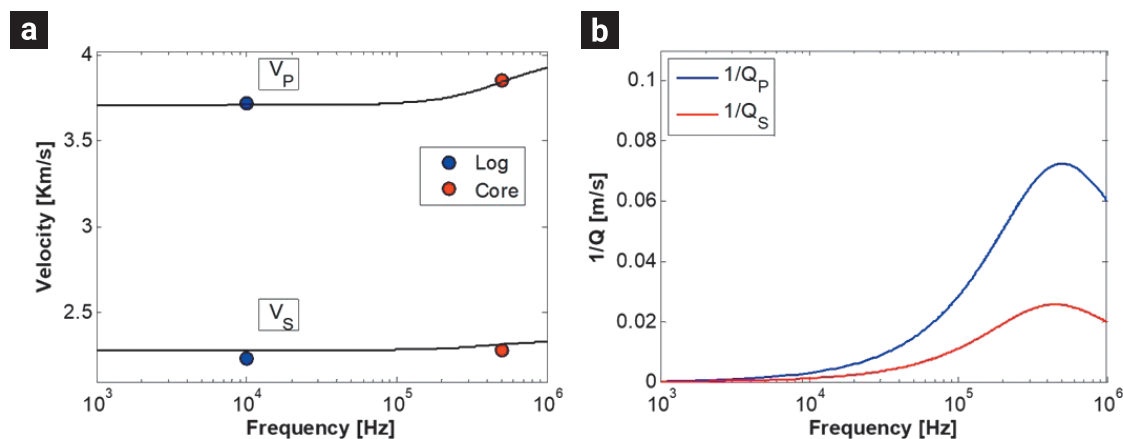 a
4
3.5
3
2.5
Velocity [Km/s]
V_P
V_S
Log
Core
10^3
10^4
10^5
10^6
Frequency [Hz]
b
0.1
0.08
0.06
0.04
0.02
0
1/Q [m/s]
1/Q_P
1/Q_S
10^3
10^4
10^5
10^6
Frequency [Hz]